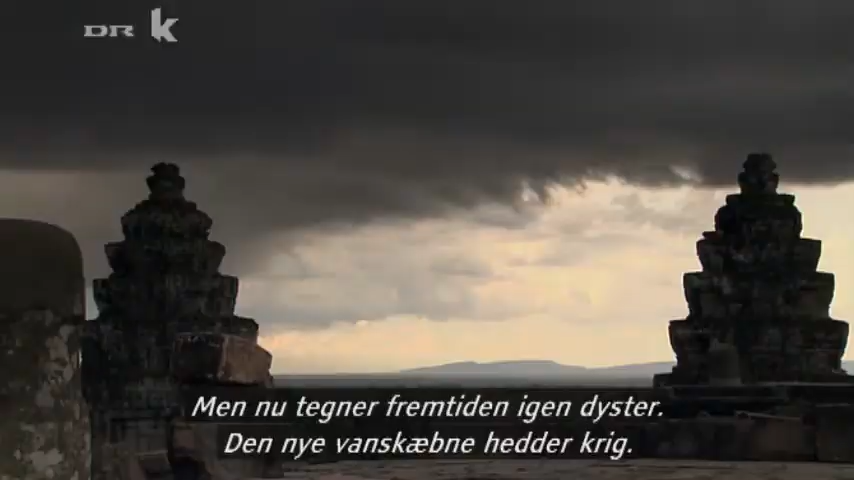 DR k
Men nu tegner fremtiden igen dyster.
Den nye vanskæbne hedder krig.